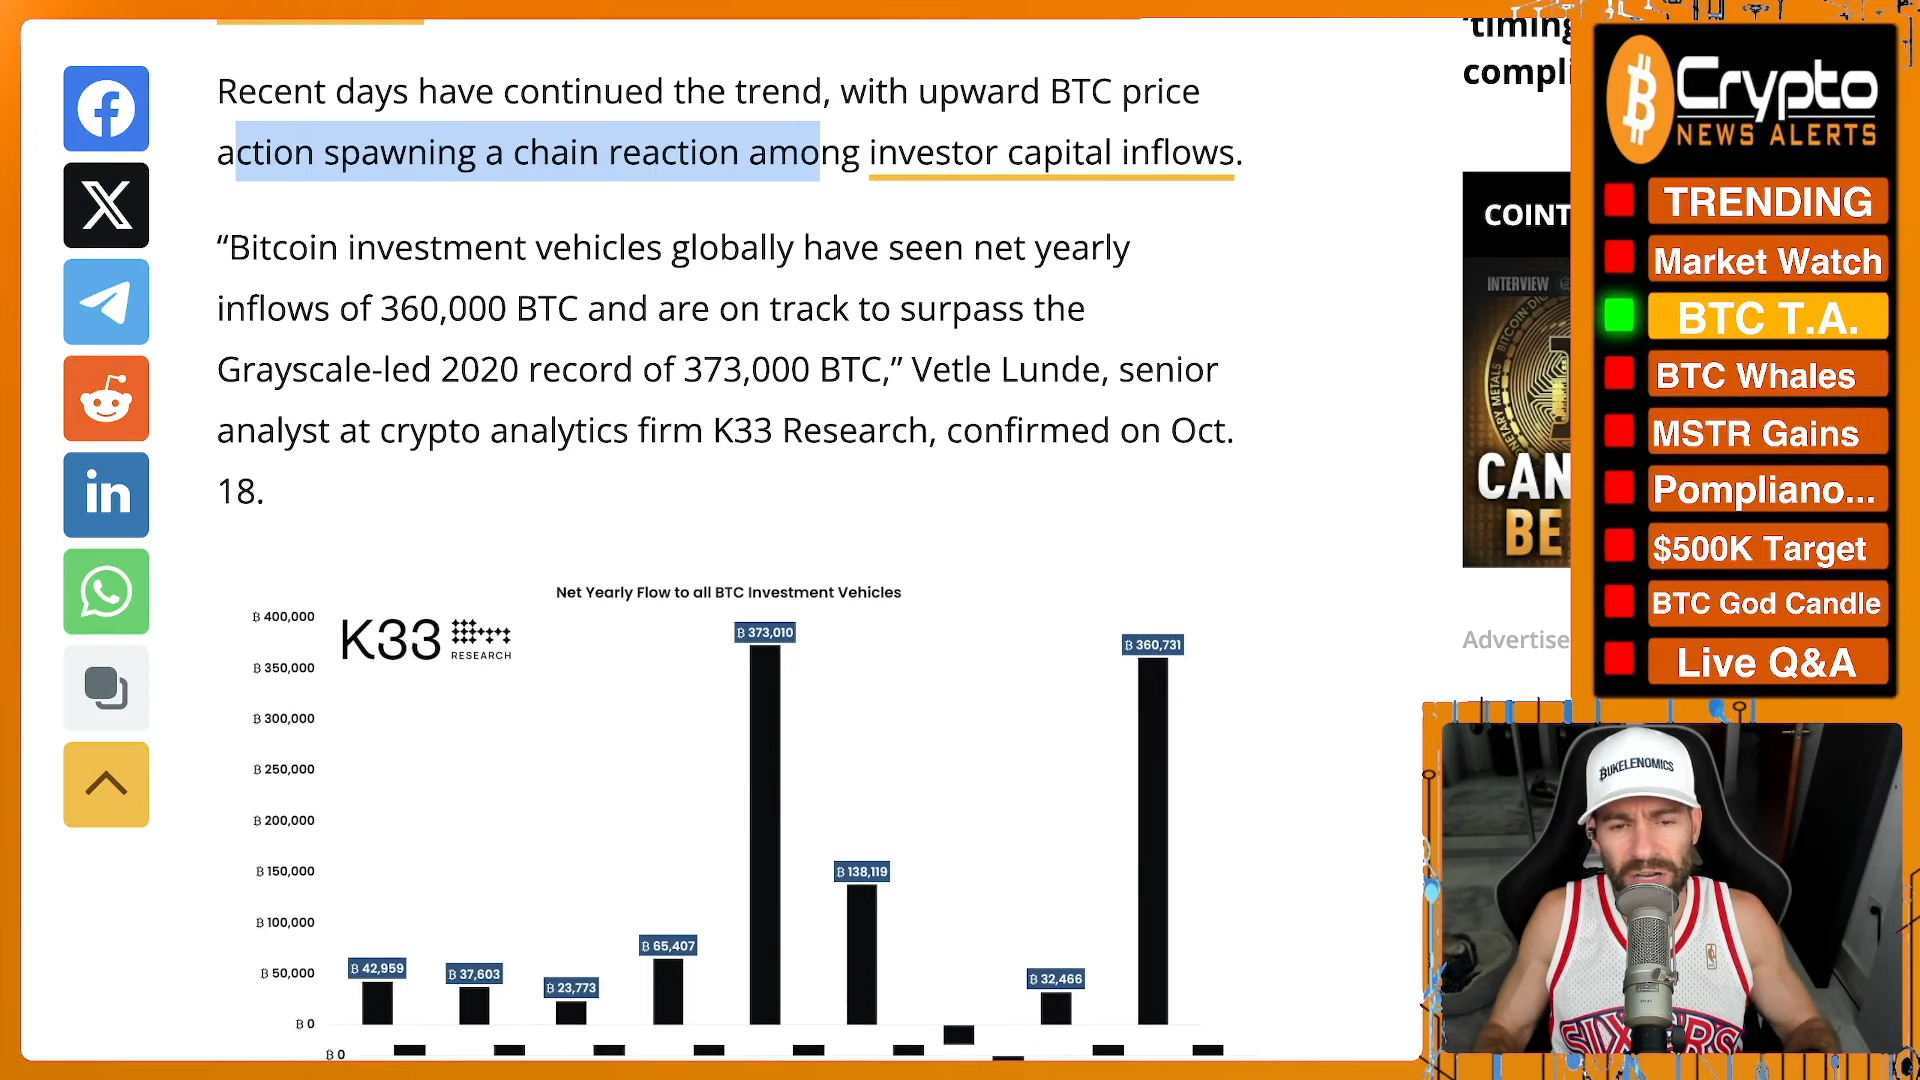 Recent days have continued the trend, with upward BTC price
action spawning a chain reaction among investor capital inflows.
“Bitcoin investment vehicles globally have seen net yearly
inflows of 360,000 BTC and are on track to surpass the
Grayscale-led 2020 record of 373,000 BTC,” Vetle Lunde, senior
analyst at crypto analytics firm K33 Research, confirmed on Oct.
18.
Net Yearly Flow to all BTC Investment Vehicles
K33
RESEARCH
₿ 400,000
₿ 350,000
₿ 300,000
₿ 250,000
₿ 200,000
₿ 150,000
₿ 100,000
₿ 50,000
₿ 0
₿ 0
₿ 42,959
₿ 37,603
₿ 23,773
₿ 65,407
₿ 373,010
₿ 138,119
₿ 32,466
₿ 360,731
compli
COINT
INTERVIEW
CAN
BE
Advertise
Crypto
NEWS ALERTS
TRENDING
Market Watch
BTC T.A.
BTC Whales
MSTR Gains
Pompliano...
$500K Target
BTC God Candle
Live Q&A
BUKELENOMICS
SIXERS